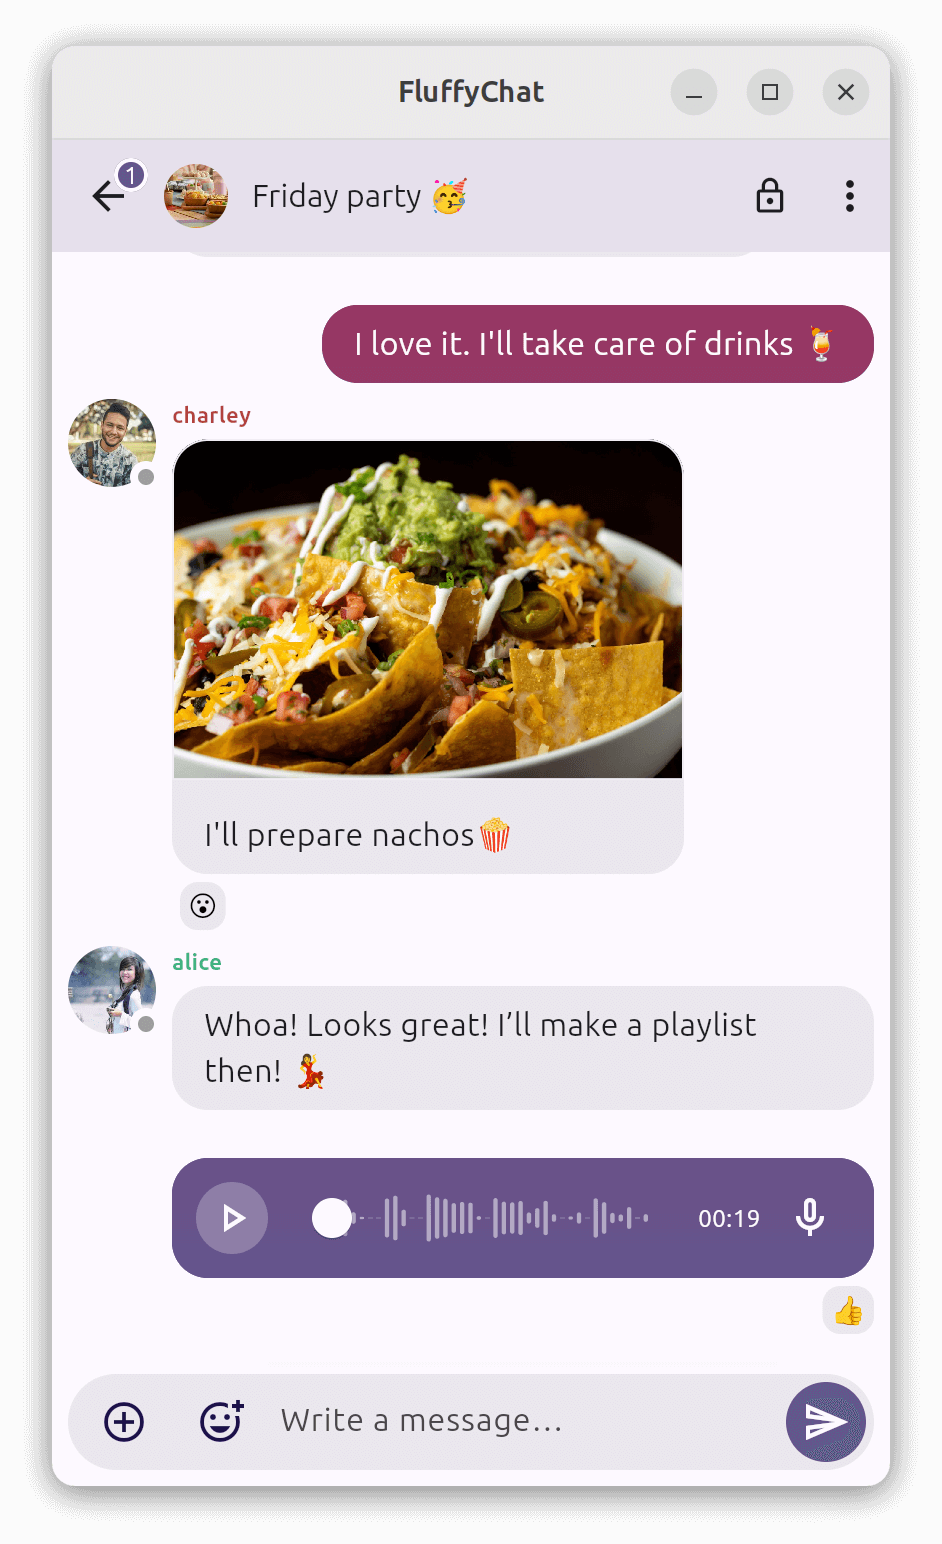 FluffyChat
1
Friday party 🥳
I love it. I'll take care of drinks 🍹
charley
I'll prepare nachos🍿
😮
alice
Whoa! Looks great! I’ll make a playlist
then! 💃
00:19
👍
Write a message…